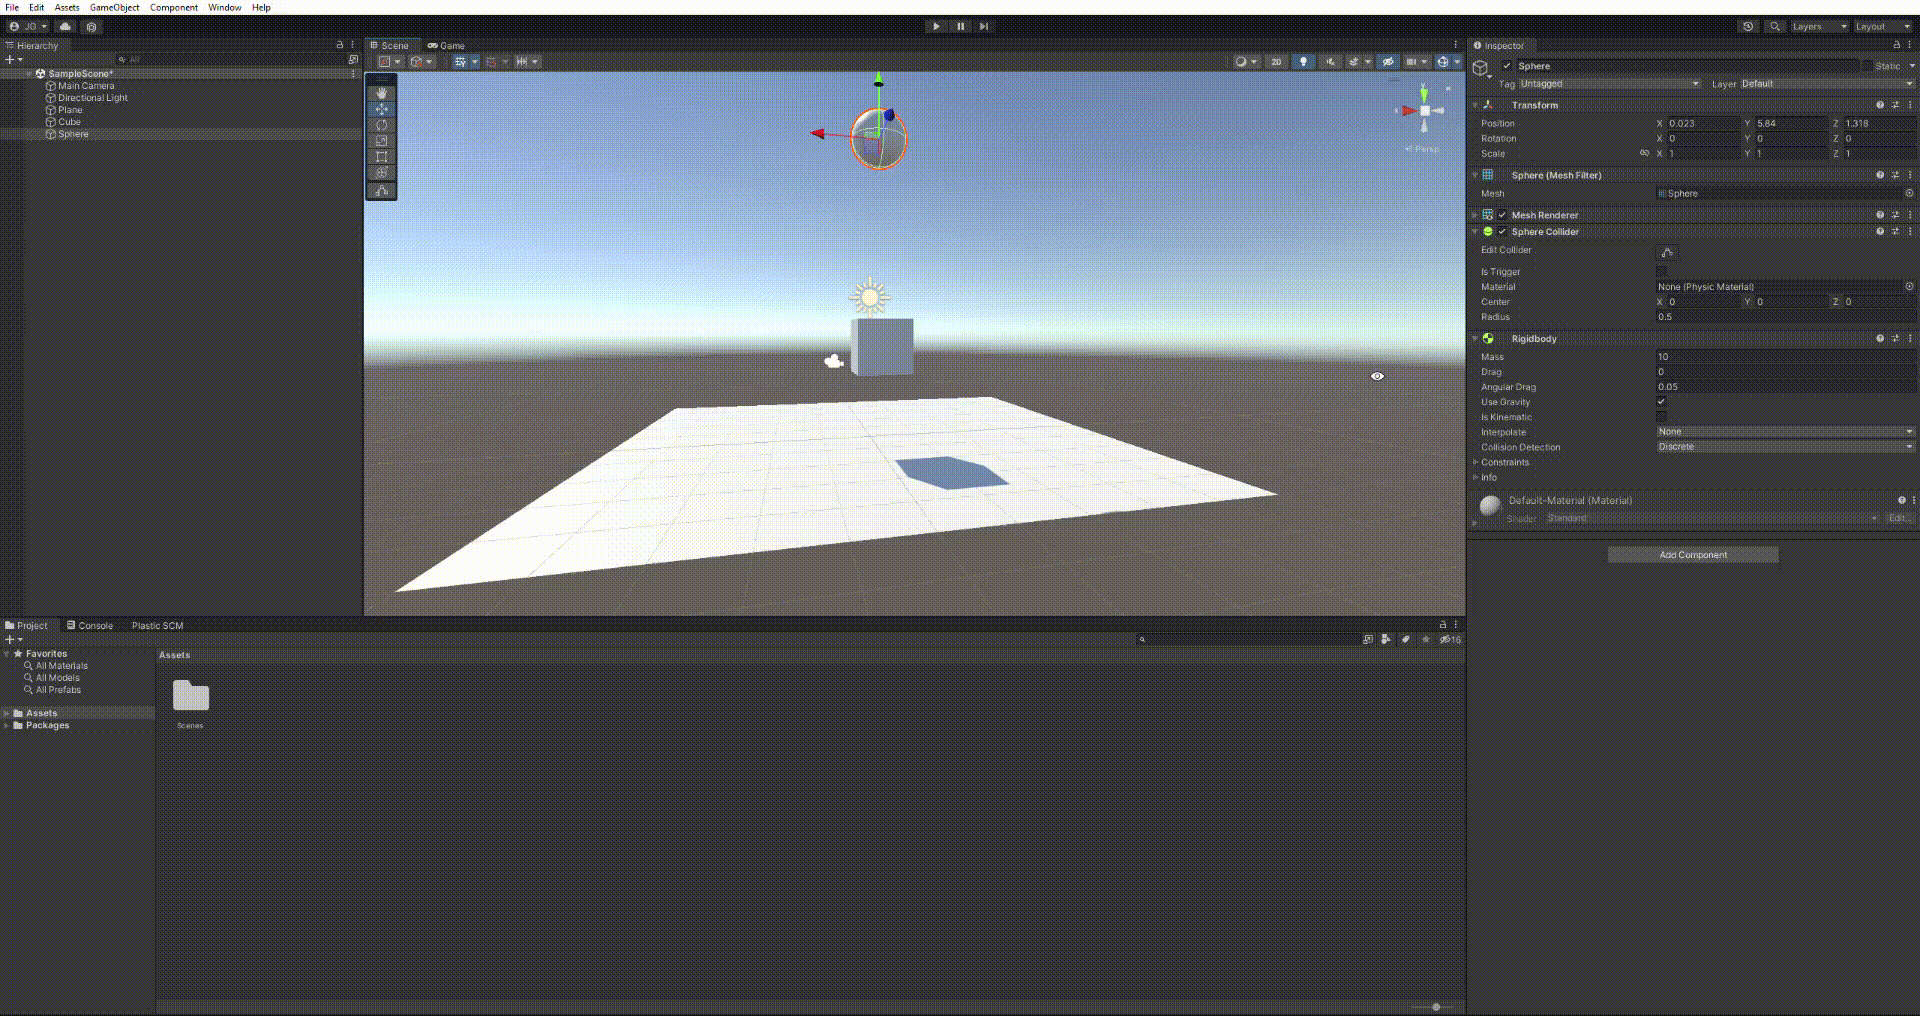 File Edit Assets GameObject Component Window Help
JG Layers Layout
Hierarchy
All
SampleScene*
Main Camera
Directional Light
Plane
Cube
Sphere
Scene Game
2D
y
x
Persp
Inspector
Sphere Static
Tag Untagged Layer Default
Transform
Position X 0.023 Y 5.84 Z 1.318
Rotation X 0 Y 0 Z 0
Scale X 1 Y 1 Z 1
Sphere (Mesh Filter)
Mesh Sphere
Mesh Renderer
Sphere Collider
Edit Collider
Is Trigger
Material None (Physic Material)
Center X 0 Y 0 Z 0
Radius 0.5
Rigidbody
Mass 10
Drag 0
Angular Drag 0.05
Use Gravity
Is Kinematic
Interpolate None
Collision Detection Discrete
Constraints
Info
Default-Material (Material)
Shader Standard Edit...
Add Component
Project Console Plastic SCM
16
Favorites
All Materials
All Models
All Prefabs
Assets
Packages
Assets
Scenes